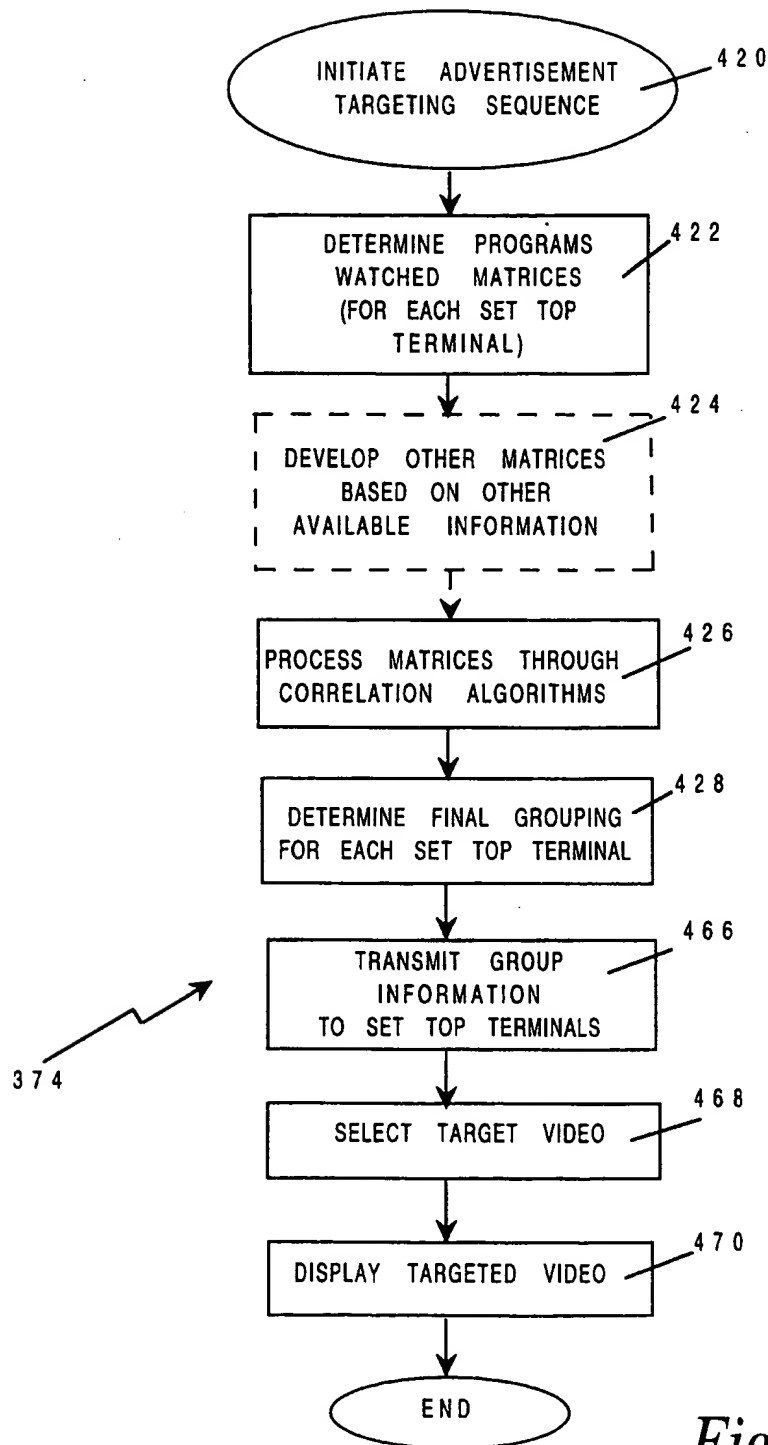 INITIATE ADVERTISEMENT
TARGETING SEQUENCE
420
DETERMINE PROGRAMS
WATCHED MATRICES
(FOR EACH SET TOP
TERMINAL)
422
DEVELOP OTHER MATRICES
BASED ON OTHER
AVAILABLE INFORMATION
424
PROCESS MATRICES THROUGH
CORRELATION ALGORITHMS
426
DETERMINE FINAL GROUPING
FOR EACH SET TOP TERMINAL
428
TRANSMIT GROUP
INFORMATION
TO SET TOP TERMINALS
466
374
SELECT TARGET VIDEO
468
DISPLAY TARGETED VIDEO
470
END